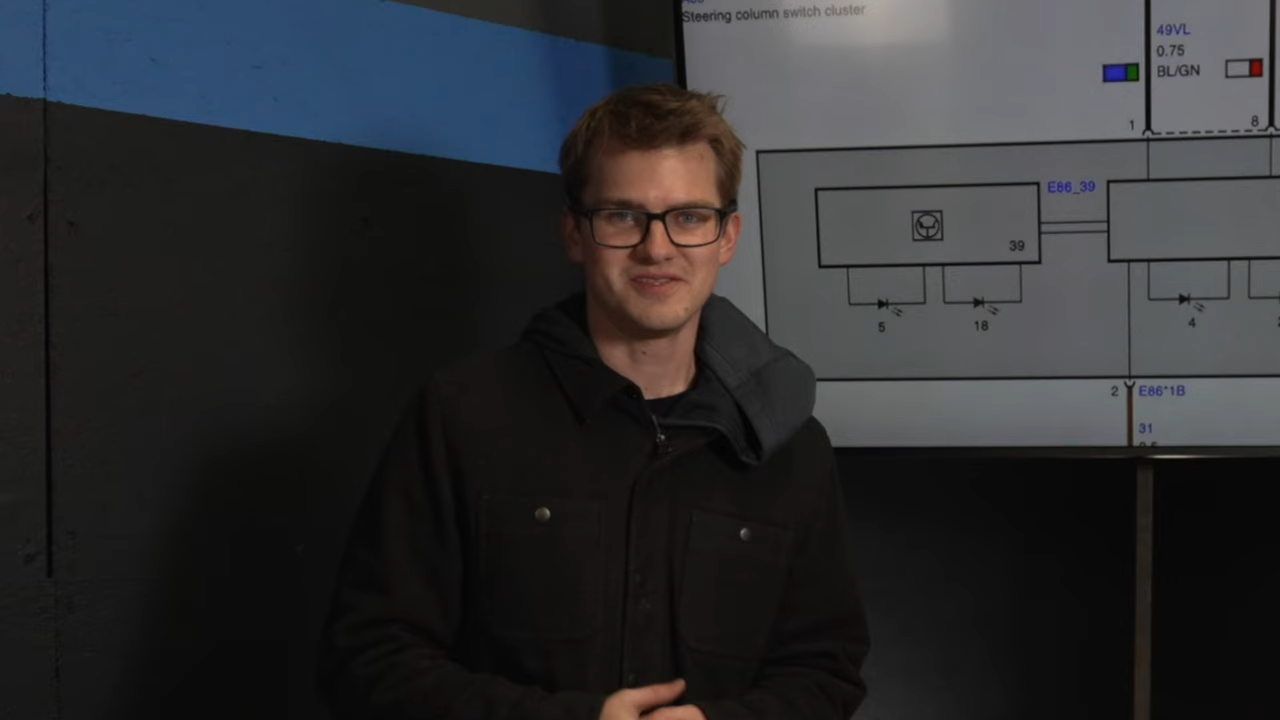 Steering column switch cluster
49VL
0.75
BL/GN
1
8
E86_39
39
5
18
4
2
E86*1B
31